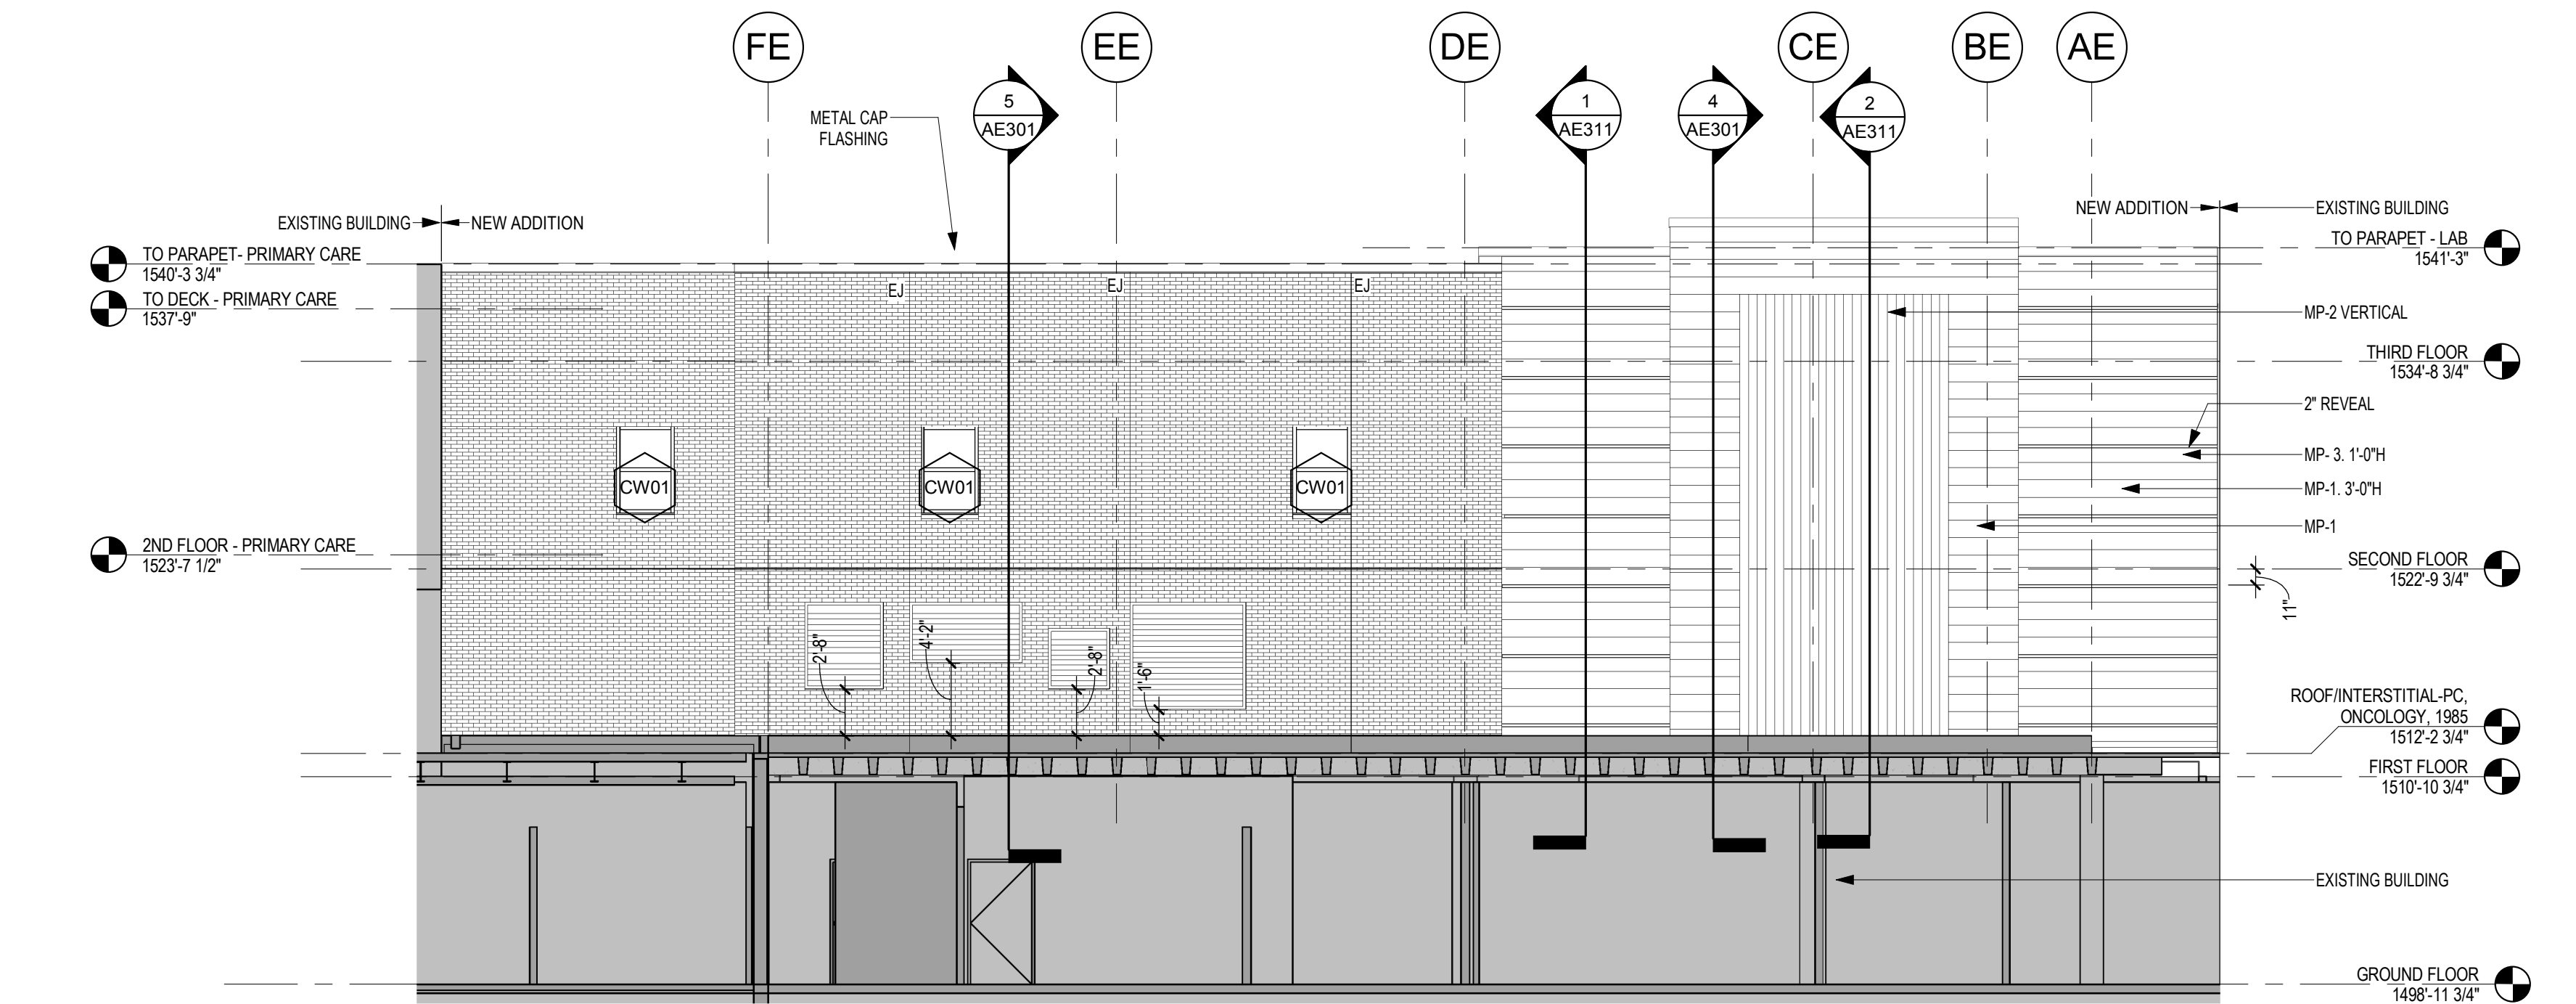 FE
EE
DE
CE
BE
AE
METAL CAP
FLASHING
5
AE301
1
AE311
4
AE301
2
AE311
EXISTING BUILDING
NEW ADDITION
NEW ADDITION
EXISTING BUILDING
TO PARAPET- PRIMARY CARE
1540'-3 3/4"
TO DECK - PRIMARY CARE
1537'-9"
2ND FLOOR - PRIMARY CARE
1523'-7 1/2"
EJ
EJ
EJ
CW01
CW01
CW01
2'-8"
4'-2"
2'-8"
1'-6"
TO PARAPET - LAB
1541'-3"
MP-2 VERTICAL
THIRD FLOOR
1534'-8 3/4"
2" REVEAL
MP- 3. 1'-0"H
MP-1. 3'-0"H
MP-1
SECOND FLOOR
1522'-9 3/4"
11"
ROOF/INTERSTITIAL-PC,
ONCOLOGY, 1985
1512'-2 3/4"
FIRST FLOOR
1510'-10 3/4"
EXISTING BUILDING
GROUND FLOOR
1498'-11 3/4"